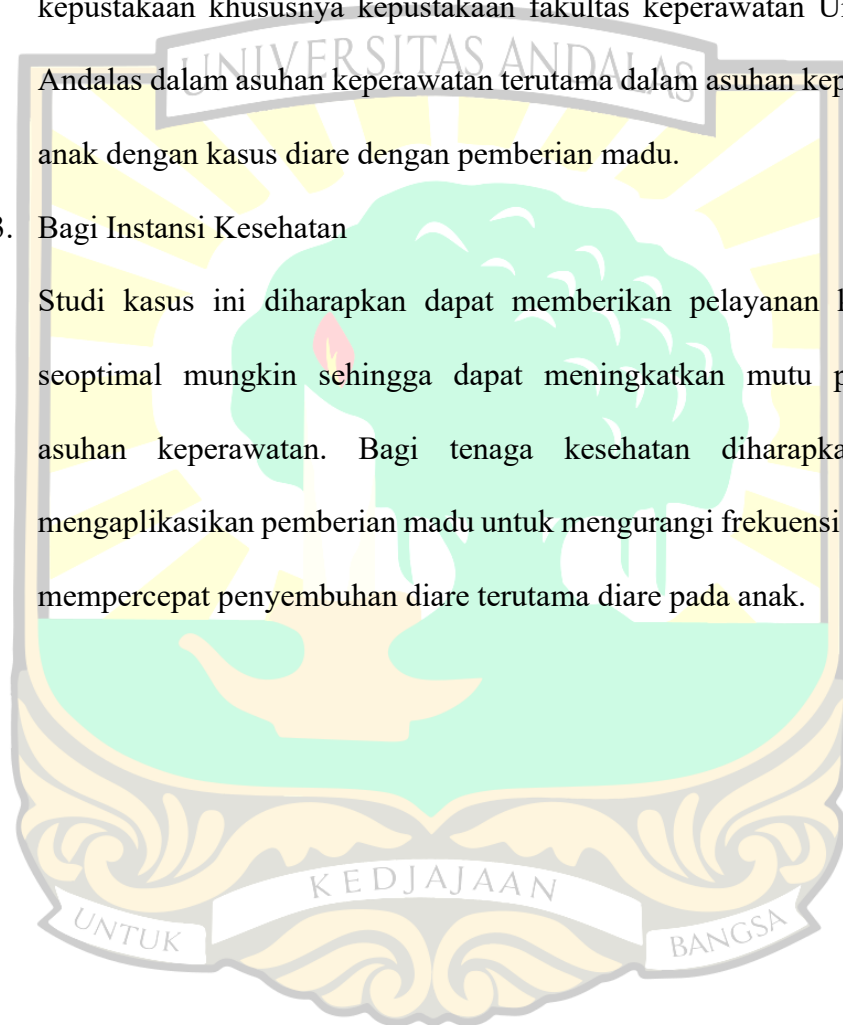 kepustakaan khususnya kepustakaan fakultas keperawatan
UNIVERSITAS ANDALAS
Andalas dalam asuhan keperawatan terutama dalam asuhan
anak dengan kasus diare dengan pemberian madu.
3. Bagi Instansi Kesehatan
Studi kasus ini diharapkan dapat memberikan pelayanan
seoptimal mungkin sehingga dapat meningkatkan mutu
asuhan keperawatan. Bagi tenaga kesehatan
mengaplikasikan pemberian madu untuk mengurangi frekuensi
mempercepat penyembuhan diare terutama diare pada anak.
KEDJAJAAN
UNTUK
BANGSA